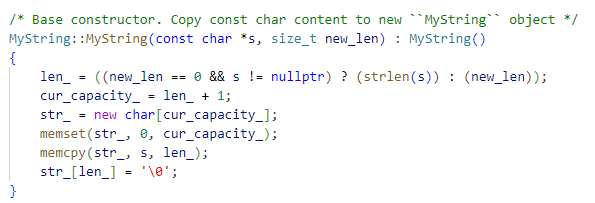 /* Base constructor. Copy const char content to new ``MyString`` object */
MyString::MyString(const char *s, size_t new_len) : MyString()
{
    len_ = ((new_len == 0 && s != nullptr) ? (strlen(s)) : (new_len));
    cur_capacity_ = len_ + 1;
    str_ = new char[cur_capacity_];
    memset(str_, 0, cur_capacity_);
    memcpy(str_, s, len_);
    str_[len_] = '\0';
}